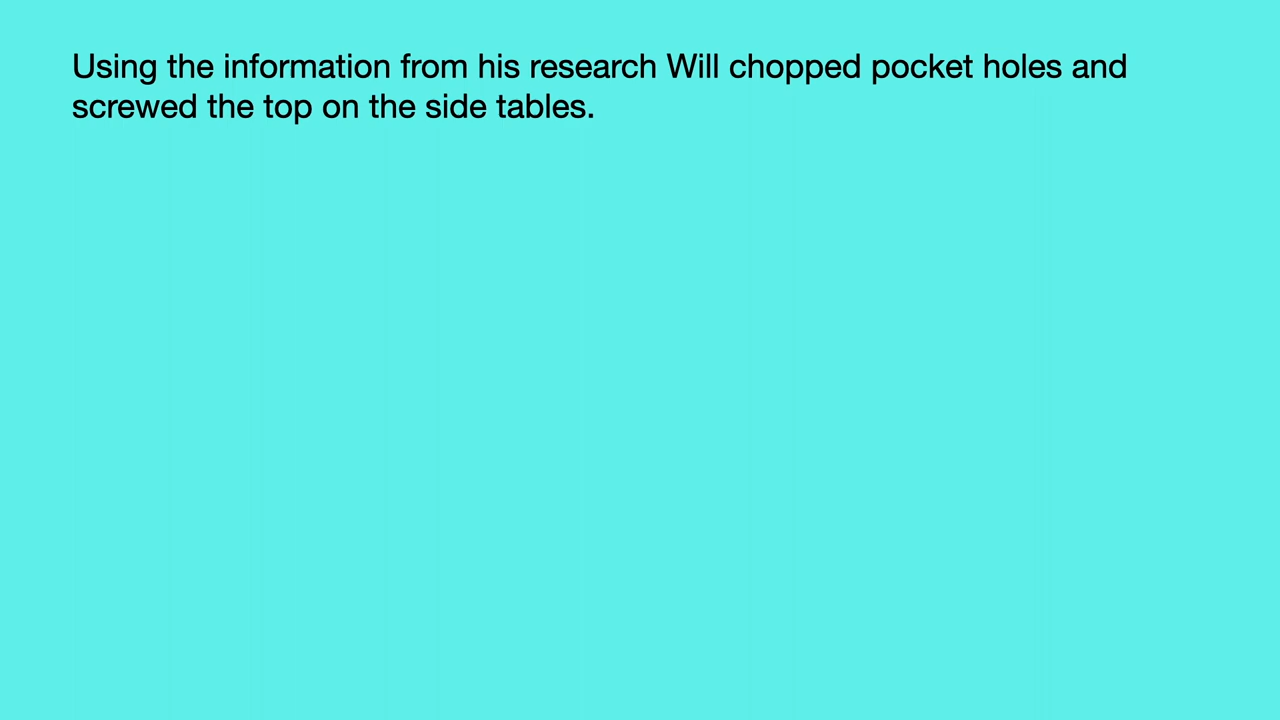 Using the information from his research Will chopped pocket holes and
screwed the top on the side tables.